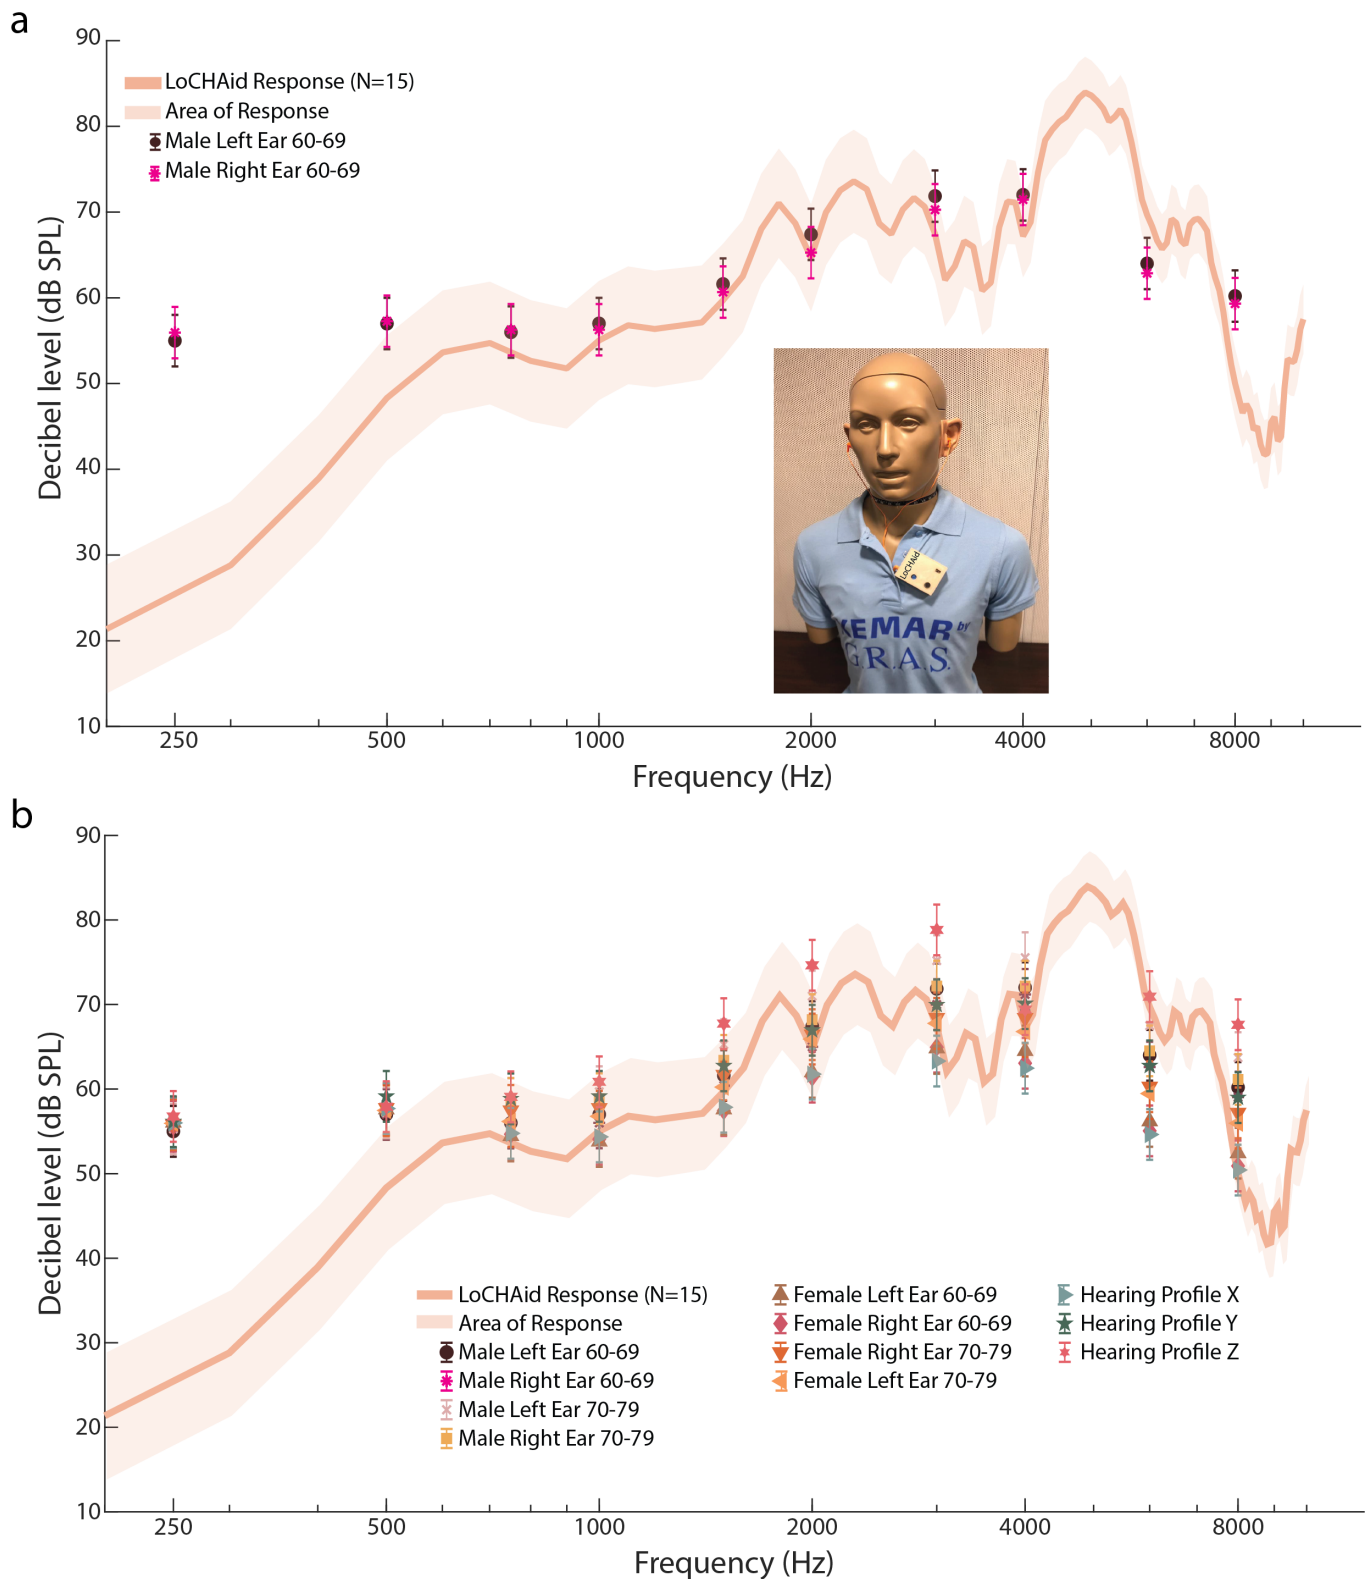 a
90
80
70
60
50
40
30
20
10
Decibel level (dB SPL)
LoCHAid Response (N=15)
Area of Response
Male Left Ear 60-69
Male Right Ear 60-69
LoCHAid
KEMAR by
G.R.A.S.
250 500 1000 2000 4000 8000
Frequency (Hz)
b
90
80
70
60
50
40
30
20
10
Decibel level (dB SPL)
LoCHAid Response (N=15)
Area of Response
Male Left Ear 60-69
Male Right Ear 60-69
Male Left Ear 70-79
Male Right Ear 70-79
Female Left Ear 60-69
Female Right Ear 60-69
Female Right Ear 70-79
Female Left Ear 70-79
Hearing Profile X
Hearing Profile Y
Hearing Profile Z
250 500 1000 2000 4000 8000
Frequency (Hz)